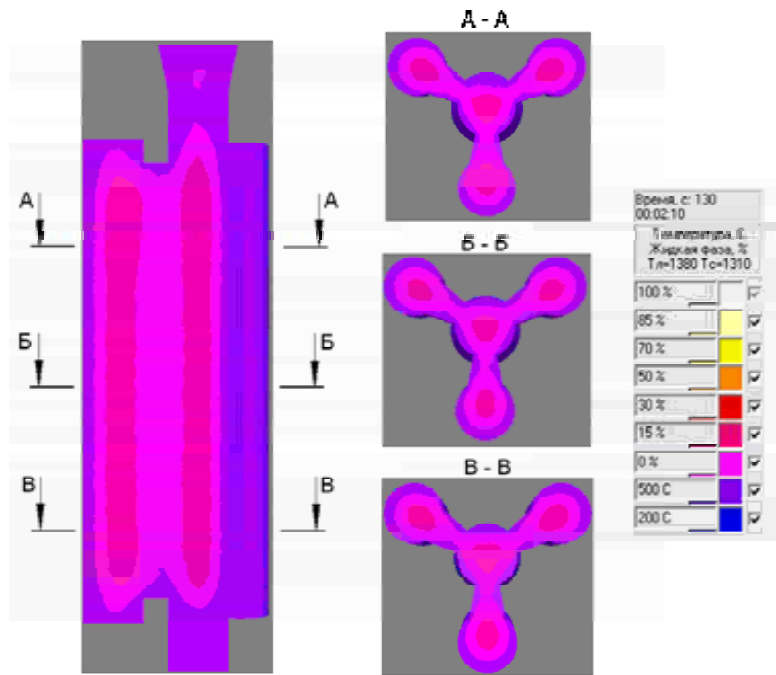 А - А
А
А
Б - Б
Б
Б
В - В
В
В
Время, с: 130
00:02:10
Температура, С
Жидкая фаза, %
Тл=1380 Тс=1310
100 %
85 %
70 %
50 %
30 %
15 %
0 %
500 C
200 C